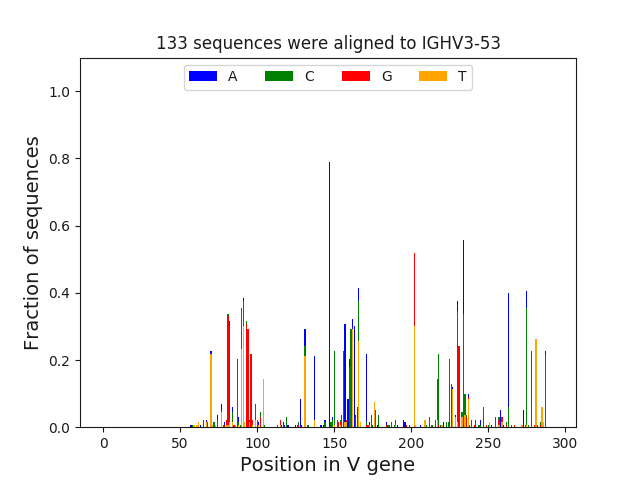 133 sequences were aligned to IGHV3-53
A C G T
1.0
0.8
0.6
0.4
0.2
0.0
Fraction of sequences
0 50 100 150 200 250 300
Position in V gene